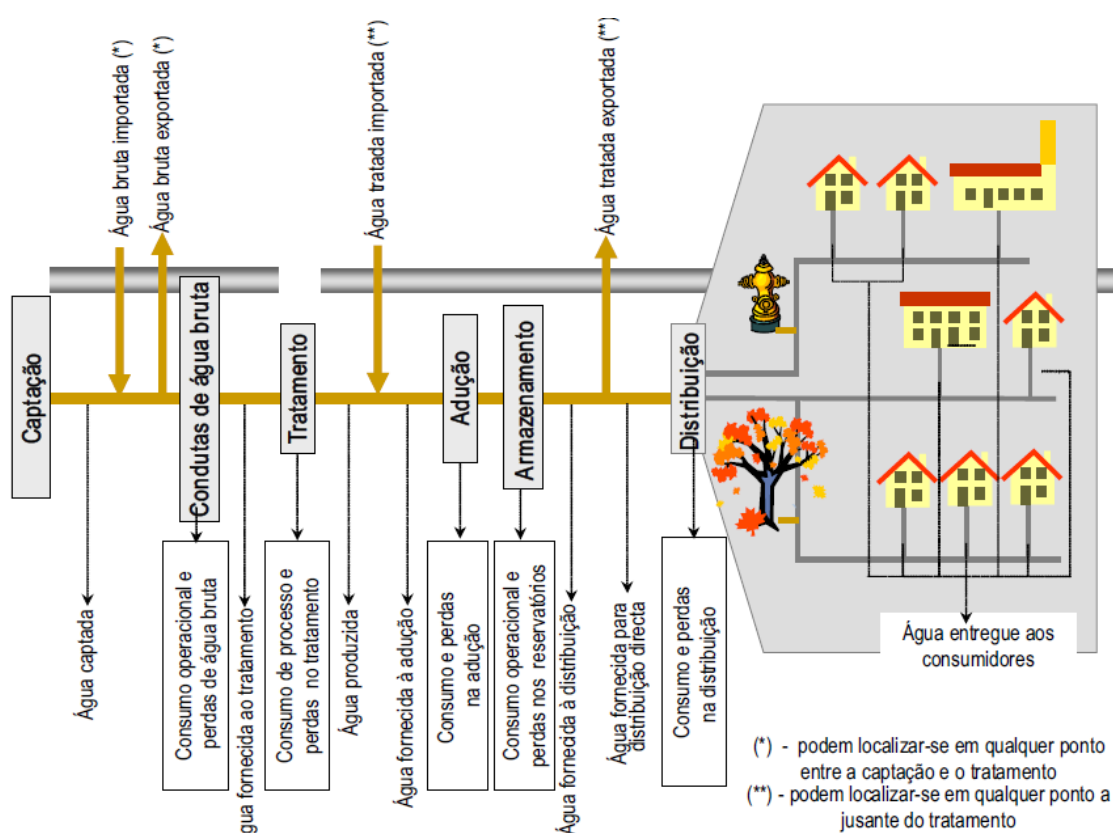 Água bruta importada (*)
Água bruta exportada (*)
Água tratada importada (**)
Água tratada exportada (**)
Captação
Condutas de água bruta
Tratamento
Adução
Armazenamento
Distribuição
Água captada
Consumo operacional e
perdas de água bruta
gua fornecida ao tratamento
Consumo de processo e
perdas no tratamento
Água produzida
Água fornecida à adução
Consumo e perdas
na adução
Consumo operacional e
perdas nos reservatórios
Água fornecida à distribuição
Água fornecida para
distribuição directa
Consumo e perdas
na distribuição
Água entregue aos
consumidores
(*) - podem localizar-se em qualquer ponto
entre a captação e o tratamento
(**) - podem localizar-se em qualquer ponto a
jusante do tratamento